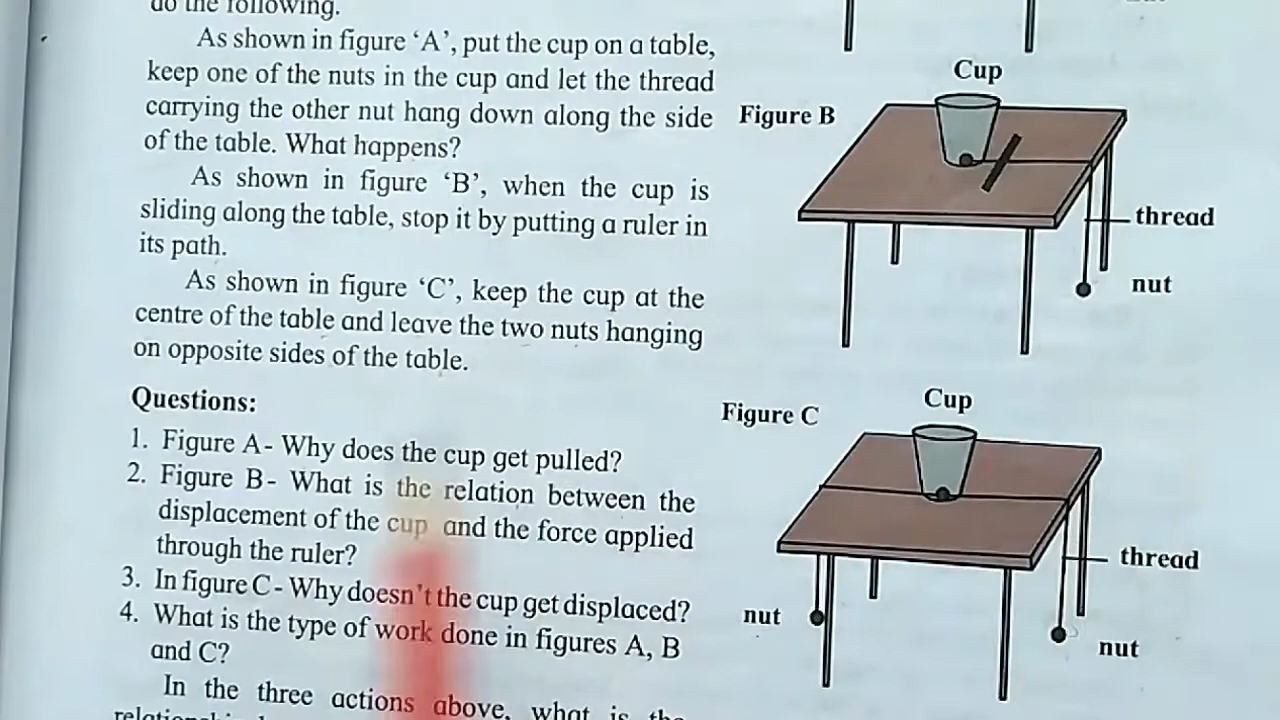 do the following.
As shown in figure ‘A’, put the cup on a table,
keep one of the nuts in the cup and let the thread
carrying the other nut hang down along the side
of the table. What happens?
As shown in figure ‘B’, when the cup is
sliding along the table, stop it by putting a ruler in
its path.
As shown in figure ‘C’, keep the cup at the
centre of the table and leave the two nuts hanging
on opposite sides of the table.
Questions:
1. Figure A- Why does the cup get pulled?
2. Figure B- What is the relation between the
displacement of the cup and the force applied
through the ruler?
3. In figure C - Why doesn't the cup get displaced?
4. What is the type of work done in figures A, B
and C?
In the three actions above, what is the
Cup
Figure B
thread
nut
Cup
Figure C
thread
nut
nut